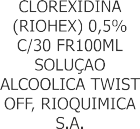 CLOREXIDINA
(RIOHEX) 0,5%
C/30 FR100ML
SOLUÇAO
ALCOOLICA TWIST
OFF, RIOQUIMICA
S.A.